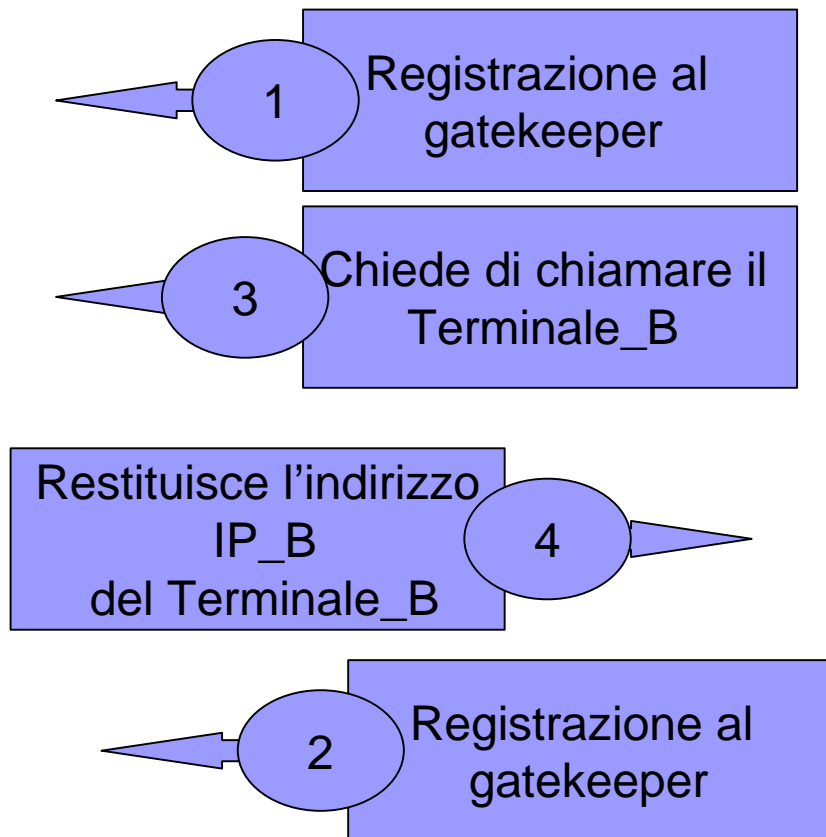 1
Registrazione al
gatekeeper
3
Chiede di chiamare il
Terminale_B
Restituisce l’indirizzo
IP_B
del Terminale_B
4
2
Registrazione al
gatekeeper